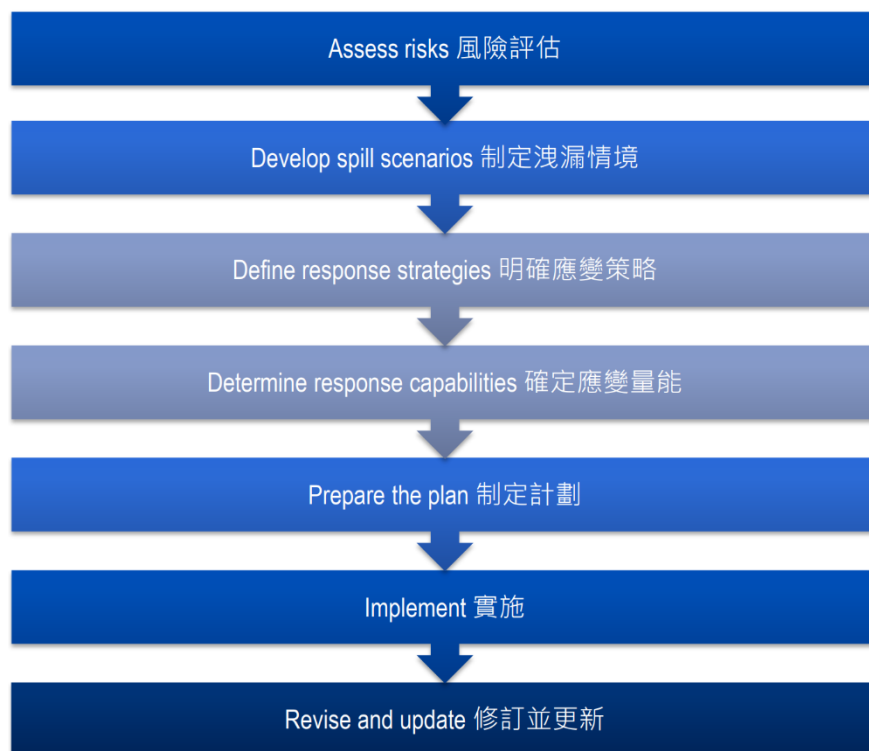 Assess risks 風險評估
Develop spill scenarios 制定洩漏情境
Define response strategies 明確應變策略
Determine response capabilities 確定應變量能
Prepare the plan 制定計劃
Implement 實施
Revise and update 修訂並更新